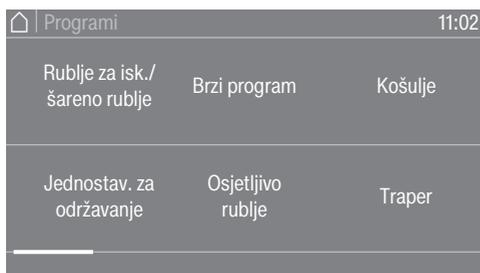 Programi 11:02
Rublje za isk./
šareno rublje
Brzi program
Košulje
Jednostav. za
održavanje
Osjetljivo
rublje
Traper